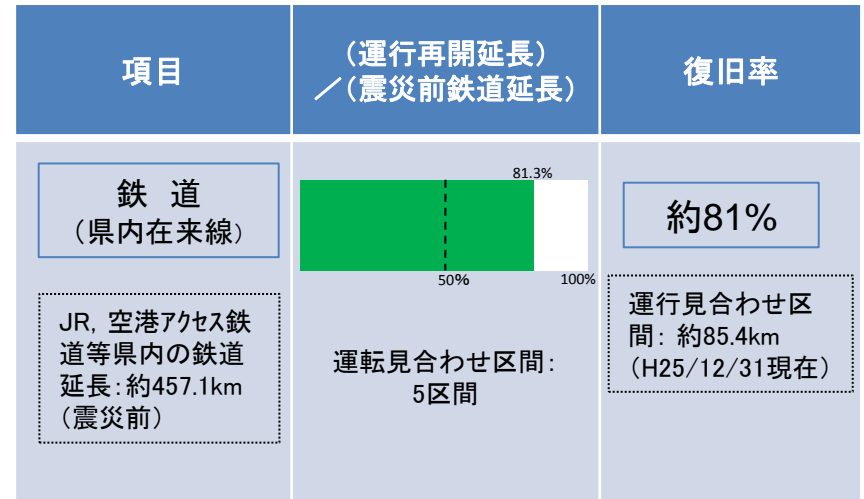 項目
（運行再開延長）
／（震災前鉄道延長）
復旧率
鉄 道
（県内在来線）
JR, 空港アクセス鉄
道等県内の鉄道
延長：約457.1km
（震災前）
81.3%
50%
100%
運転見合わせ区間：
5区間
約81%
運行見合わせ区
間： 約85.4km
（H25/12/31現在）